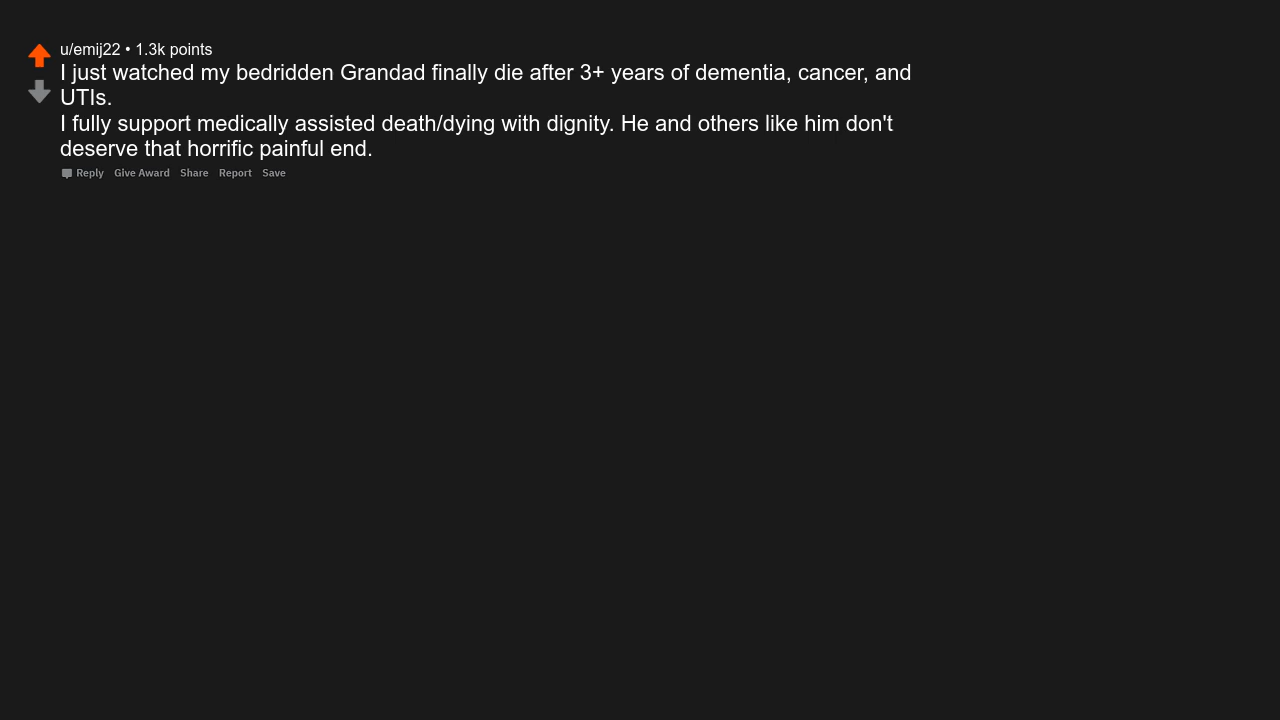 u/emij22 • 1.3k points
I just watched my bedridden Grandad finally die after 3+ years of dementia, cancer, and
UTIs.
I fully support medically assisted death/dying with dignity. He and others like him don't
deserve that horrific painful end.
Reply Give Award Share Report Save